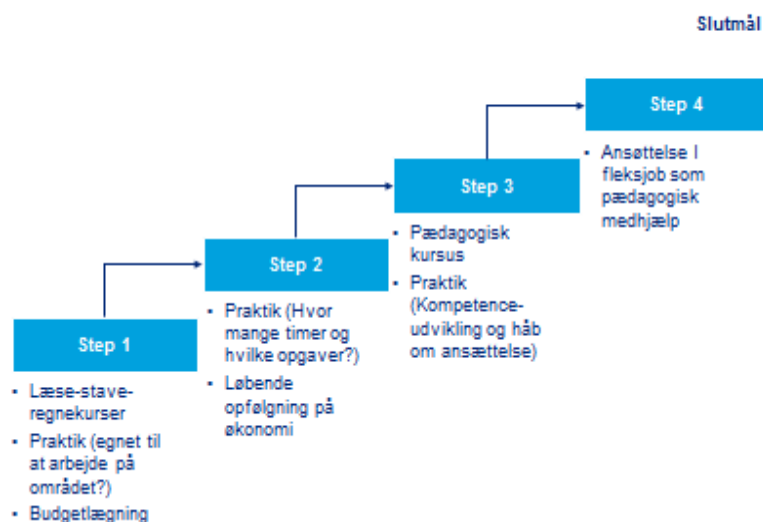 Slutmål
Step 4
▪ Ansøttelse I
fleksjob som
pædagogisk
medhjælp
Step 3
▪ Pædagogisk
kursus
▪ Praktik
(Kompetence-
udvikling og håb
om ansættelse)
Step 2
▪ Praktik (Hvor
mange timer og
hvilke opgaver?)
▪ Løbende
opfølgning på
økonomi
Step 1
▪ Læse-stave-
regnekurser
▪ Praktik (egnet til
at arbejde på
området?)
▪ Budgetlægning